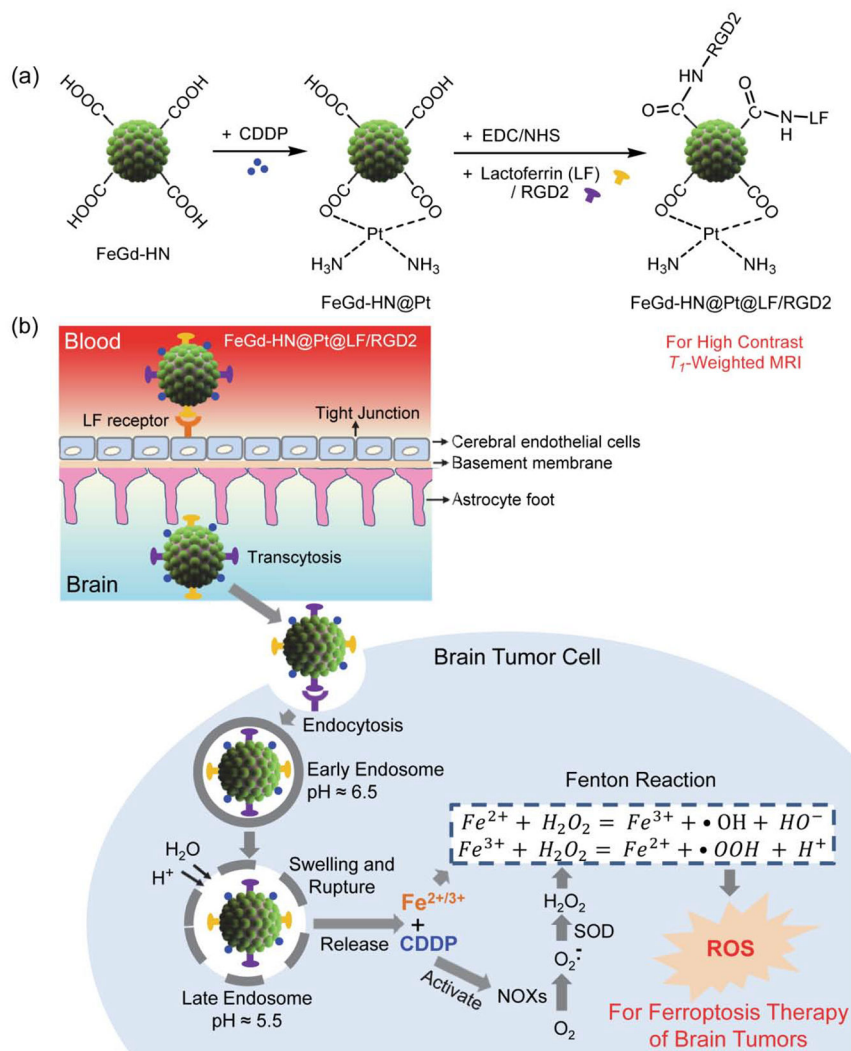 (a)
HOOC
COOH
HOOC
COOH
FeGd-HN
+ CDDP
HOOC
COOH
OOC
COO
Pt
H₃N
NH₃
FeGd-HN@Pt
+ EDC/NHS
+ Lactoferrin (LF)
/ RGD2
RGD2
HN
O
C
O
C
N
H
LF
OOC
COO
Pt
H₃N
NH₃
FeGd-HN@Pt@LF/RGD2
For High Contrast
T₁-Weighted MRI
(b)
Blood
FeGd-HN@Pt@LF/RGD2
LF receptor
Tight Junction
Cerebral endothelial cells
Basement membrane
Astrocyte foot
Transcytosis
Brain
Brain Tumor Cell
Endocytosis
Early Endosome
pH ≈ 6.5
H₂O
H⁺
Swelling and
Rupture
Release
Late Endosome
pH ≈ 5.5
Fe²⁺/³⁺
+
CDDP
Activate
NOXs
Fenton Reaction
Fe²⁺ + H₂O₂ = Fe³⁺ + • OH + HO⁻
Fe³⁺ + H₂O₂ = Fe²⁺ + • OOH + H⁺
H₂O₂
SOD
O₂•⁻
O₂
ROS
For Ferroptosis Therapy
of Brain Tumors